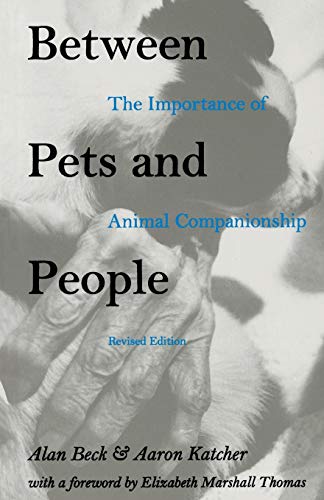 Between
The Importance of
Pets and
Animal Companionship
People
Revised Edition
Alan Beck & Aaron Katcher
with a foreword by Elizabeth Marshall Thomas